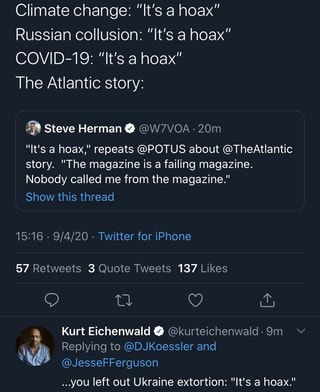 Climate change: “It’s a hoax”
Russian collusion: “It’s a hoax”
COVID-19: “It’s a hoax”
The Atlantic story:
Steve Herman @W7VOA · 20m
"It's a hoax," repeats @POTUS about @TheAtlantic
story.  "The magazine is a failing magazine.
Nobody called me from the magazine."
Show this thread
15:16 · 9/4/20 · Twitter for iPhone
57 Retweets 3 Quote Tweets 137 Likes
Kurt Eichenwald @kurteichenwald · 9m
Replying to @DJKoessler and
@JesseFFerguson
...you left out Ukraine extortion: "It's a hoax."